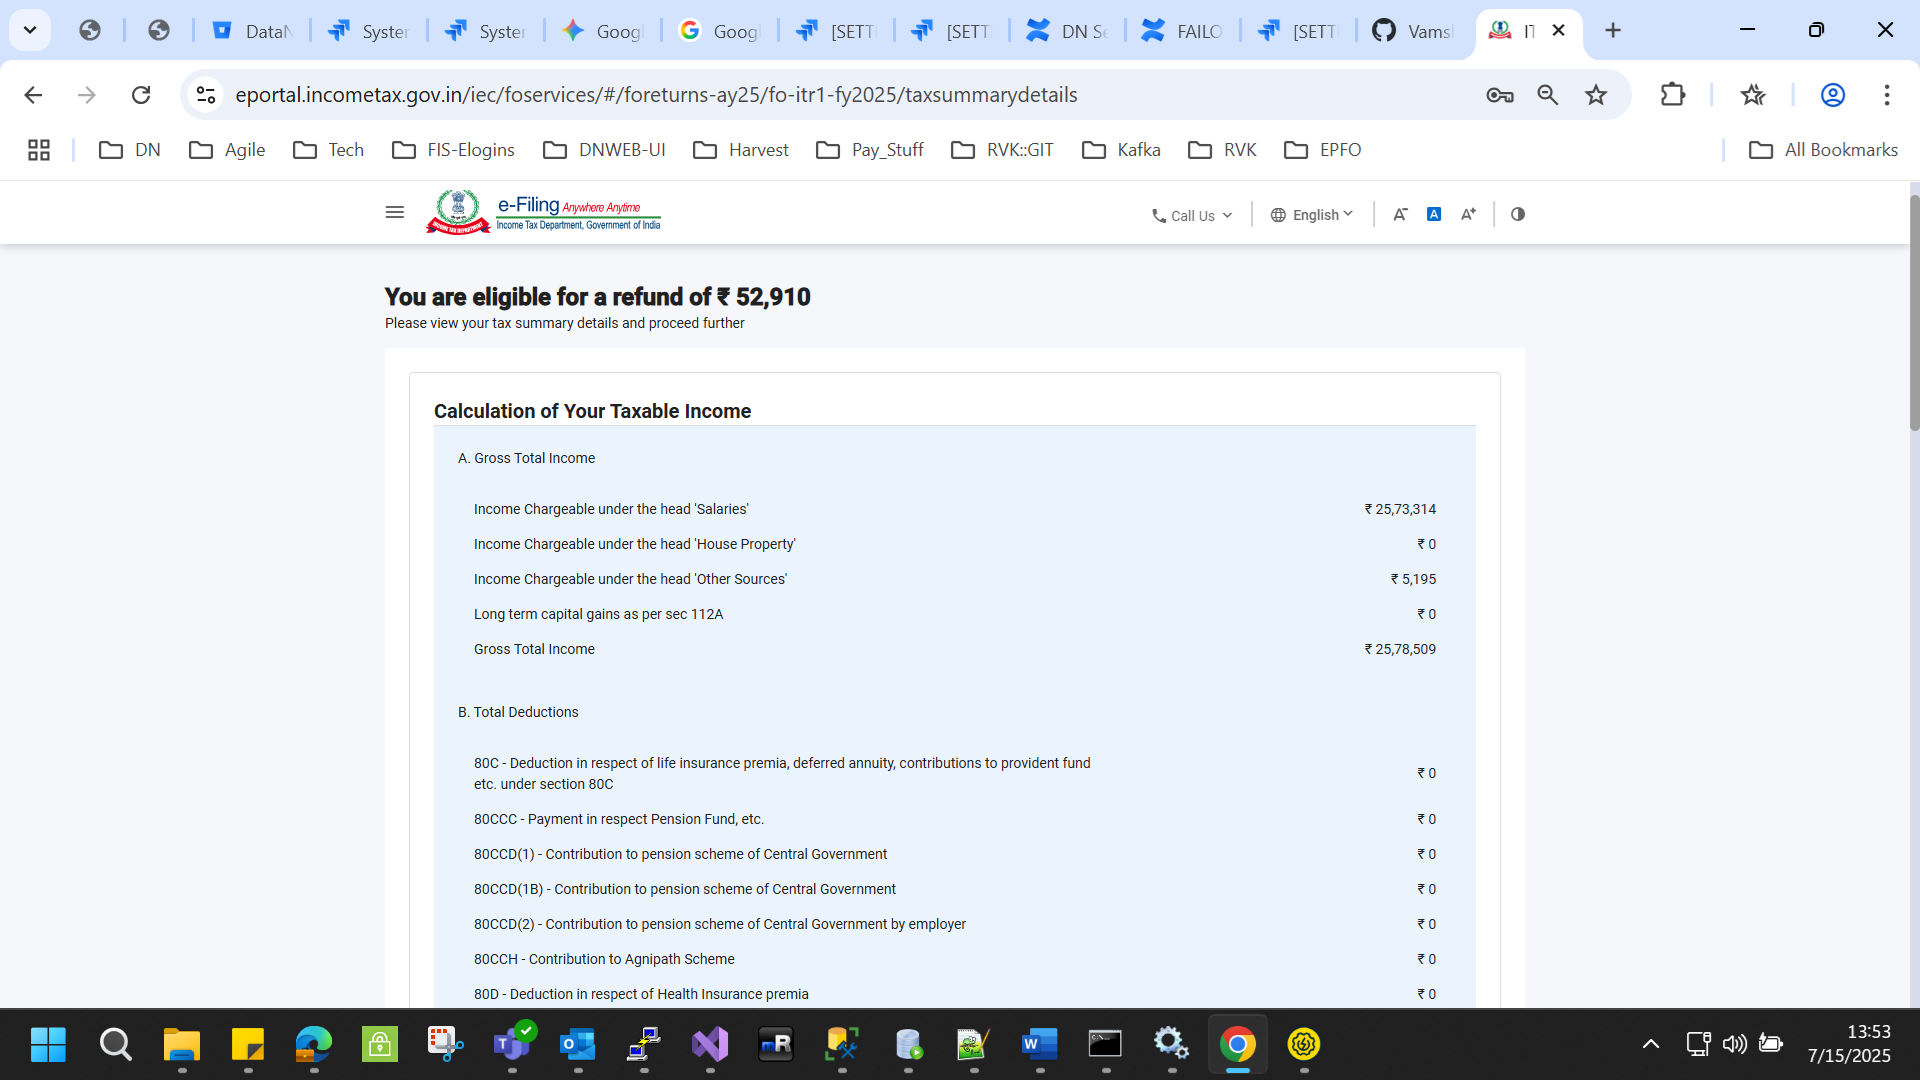 DataN
Syster
Syster
Goog
Goog
[SETT
[SETT
DN Se
FAILO
[SETT
Vams
IT
eportal.incometax.gov.in/iec/foservices/#/foreturns-ay25/fo-itr1-fy2025/taxsummarydetails
DN
Agile
Tech
FIS-Elogins
DNWEB-UI
Harvest
Pay_Stuff
RVK::GIT
Kafka
RVK
EPFO
All Bookmarks
e-Filing Anywhere Anytime
Income Tax Department, Government of India
INCOME TAX DEPARTMENT
Call Us
English
A-
A
A+
You are eligible for a refund of ₹ 52,910
Please view your tax summary details and proceed further
Calculation of Your Taxable Income
A. Gross Total Income
Income Chargeable under the head 'Salaries' ₹ 25,73,314
Income Chargeable under the head 'House Property' ₹ 0
Income Chargeable under the head 'Other Sources' ₹ 5,195
Long term capital gains as per sec 112A ₹ 0
Gross Total Income ₹ 25,78,509
B. Total Deductions
80C - Deduction in respect of life insurance premia, deferred annuity, contributions to provident fund
etc. under section 80C ₹ 0
80CCC - Payment in respect Pension Fund, etc. ₹ 0
80CCD(1) - Contribution to pension scheme of Central Government ₹ 0
80CCD(1B) - Contribution to pension scheme of Central Government ₹ 0
80CCD(2) - Contribution to pension scheme of Central Government by employer ₹ 0
80CCH - Contribution to Agnipath Scheme ₹ 0
80D - Deduction in respect of Health Insurance premia ₹ 0
mR
13:53
7/15/2025